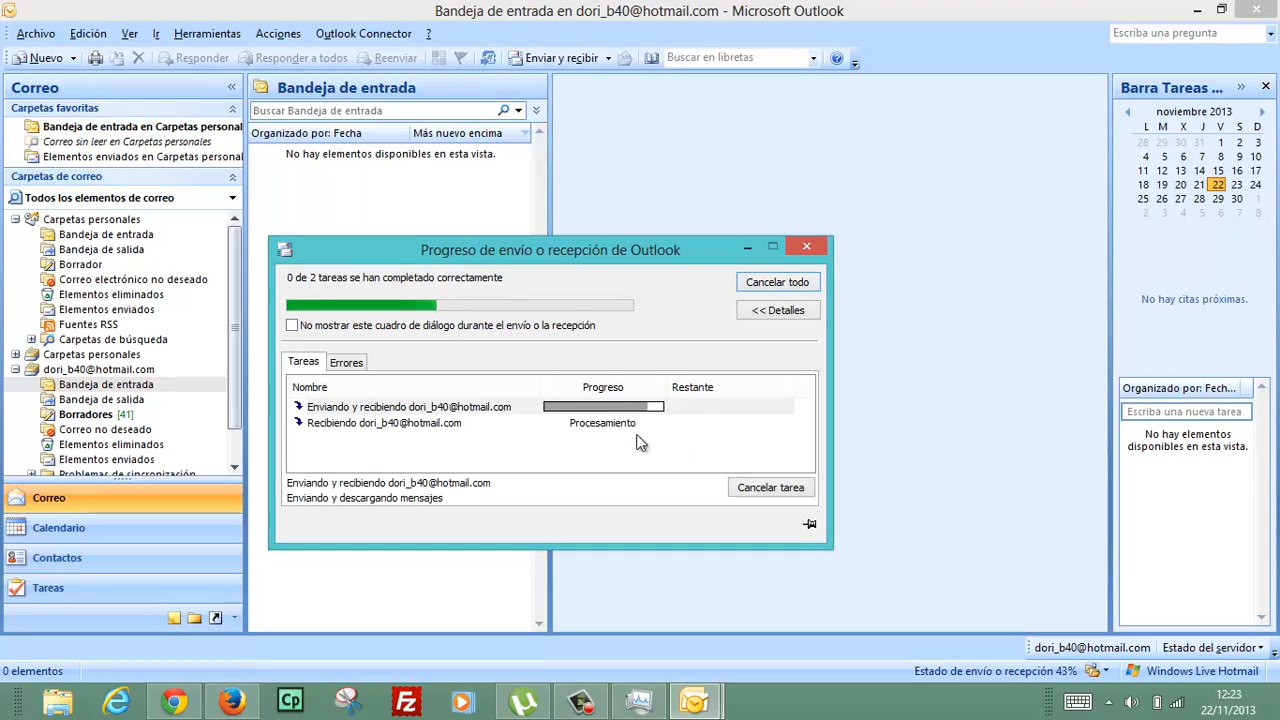 Bandeja de entrada en dori_b40@hotmail.com - Microsoft Outlook
Archivo Edición Ver Ir Herramientas Acciones Outlook Connector ?
Escriba una pregunta
Nuevo Responder Responder a todos Reenviar Enviar y recibir Buscar en libretas
Correo
Carpetas favoritas
Bandeja de entrada en Carpetas personal
Correo sin leer en Carpetas personales
Elementos enviados en Carpetas personal
Carpetas de correo
Todos los elementos de correo
Carpetas personales
Bandeja de entrada
Bandeja de salida
Borrador
Correo electrónico no deseado
Elementos eliminados
Elementos enviados
Fuentes RSS
Carpetas de búsqueda
Carpetas personales
dori_b40@hotmail.com
Bandeja de entrada
Bandeja de salida
Borradores [41]
Correo no deseado
Elementos eliminados
Elementos enviados
Problemas de sincronización
Correo
Calendario
Contactos
Tareas
Bandeja de entrada
Buscar Bandeja de entrada
Organizado por: Fecha Más nuevo encima
No hay elementos disponibles en esta vista.
Progreso de envío o recepción de Outlook
0 de 2 tareas se han completado correctamente
Cancelar todo
<< Detalles
No mostrar este cuadro de diálogo durante el envío o la recepción
Tareas Errores
Nombre Progreso Restante
Enviando y recibiendo dori_b40@hotmail.com
Recibiendo dori_b40@hotmail.com Procesamiento
Enviando y recibiendo dori_b40@hotmail.com
Enviando y descargando mensajes
Cancelar tarea
Barra Tareas ...
noviembre 2013
L M X J V S D
28 29 30 31 1 2 3
4 5 6 7 8 9 10
11 12 13 14 15 16 17
18 19 20 21 22 23 24
25 26 27 28 29 30 1
2 3 4 5 6 7 8
No hay citas próximas.
Organizado por: Fech...
Escriba una nueva tarea
No hay elementos
disponibles en esta vista.
dori_b40@hotmail.com Estado del servidor
0 elementos
Estado de envío o recepción 43% Windows Live Hotmail
Cp
Fz
12:23
22/11/2013